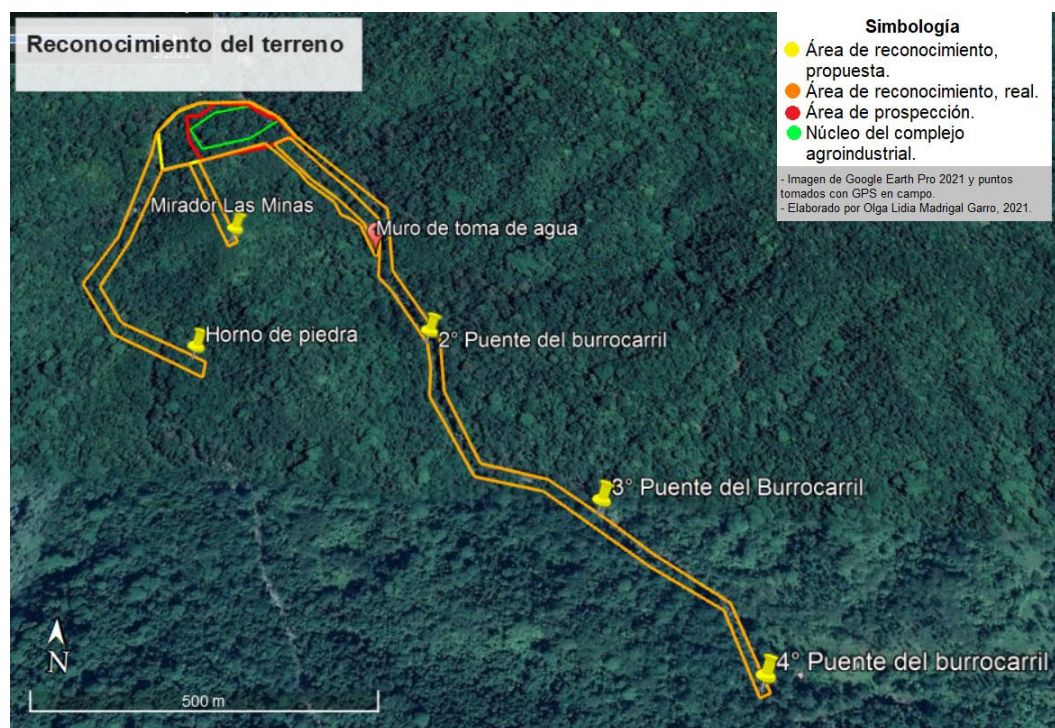 Reconocimiento del terreno
Simbología
Área de reconocimiento,
propuesta.
Área de reconocimiento, real.
Área de prospección.
Núcleo del complejo
agroindustrial.
- Imagen de Google Earth Pro 2021 y puntos
tomados con GPS en campo.
- Elaborado por Olga Lidia Madrigal Garro, 2021.
Mirador Las Minas
Muro de toma de agua
Horno de piedra
2° Puente del burrocarril
3° Puente del Burrocarril
4° Puente del burrocarril
N
500 m